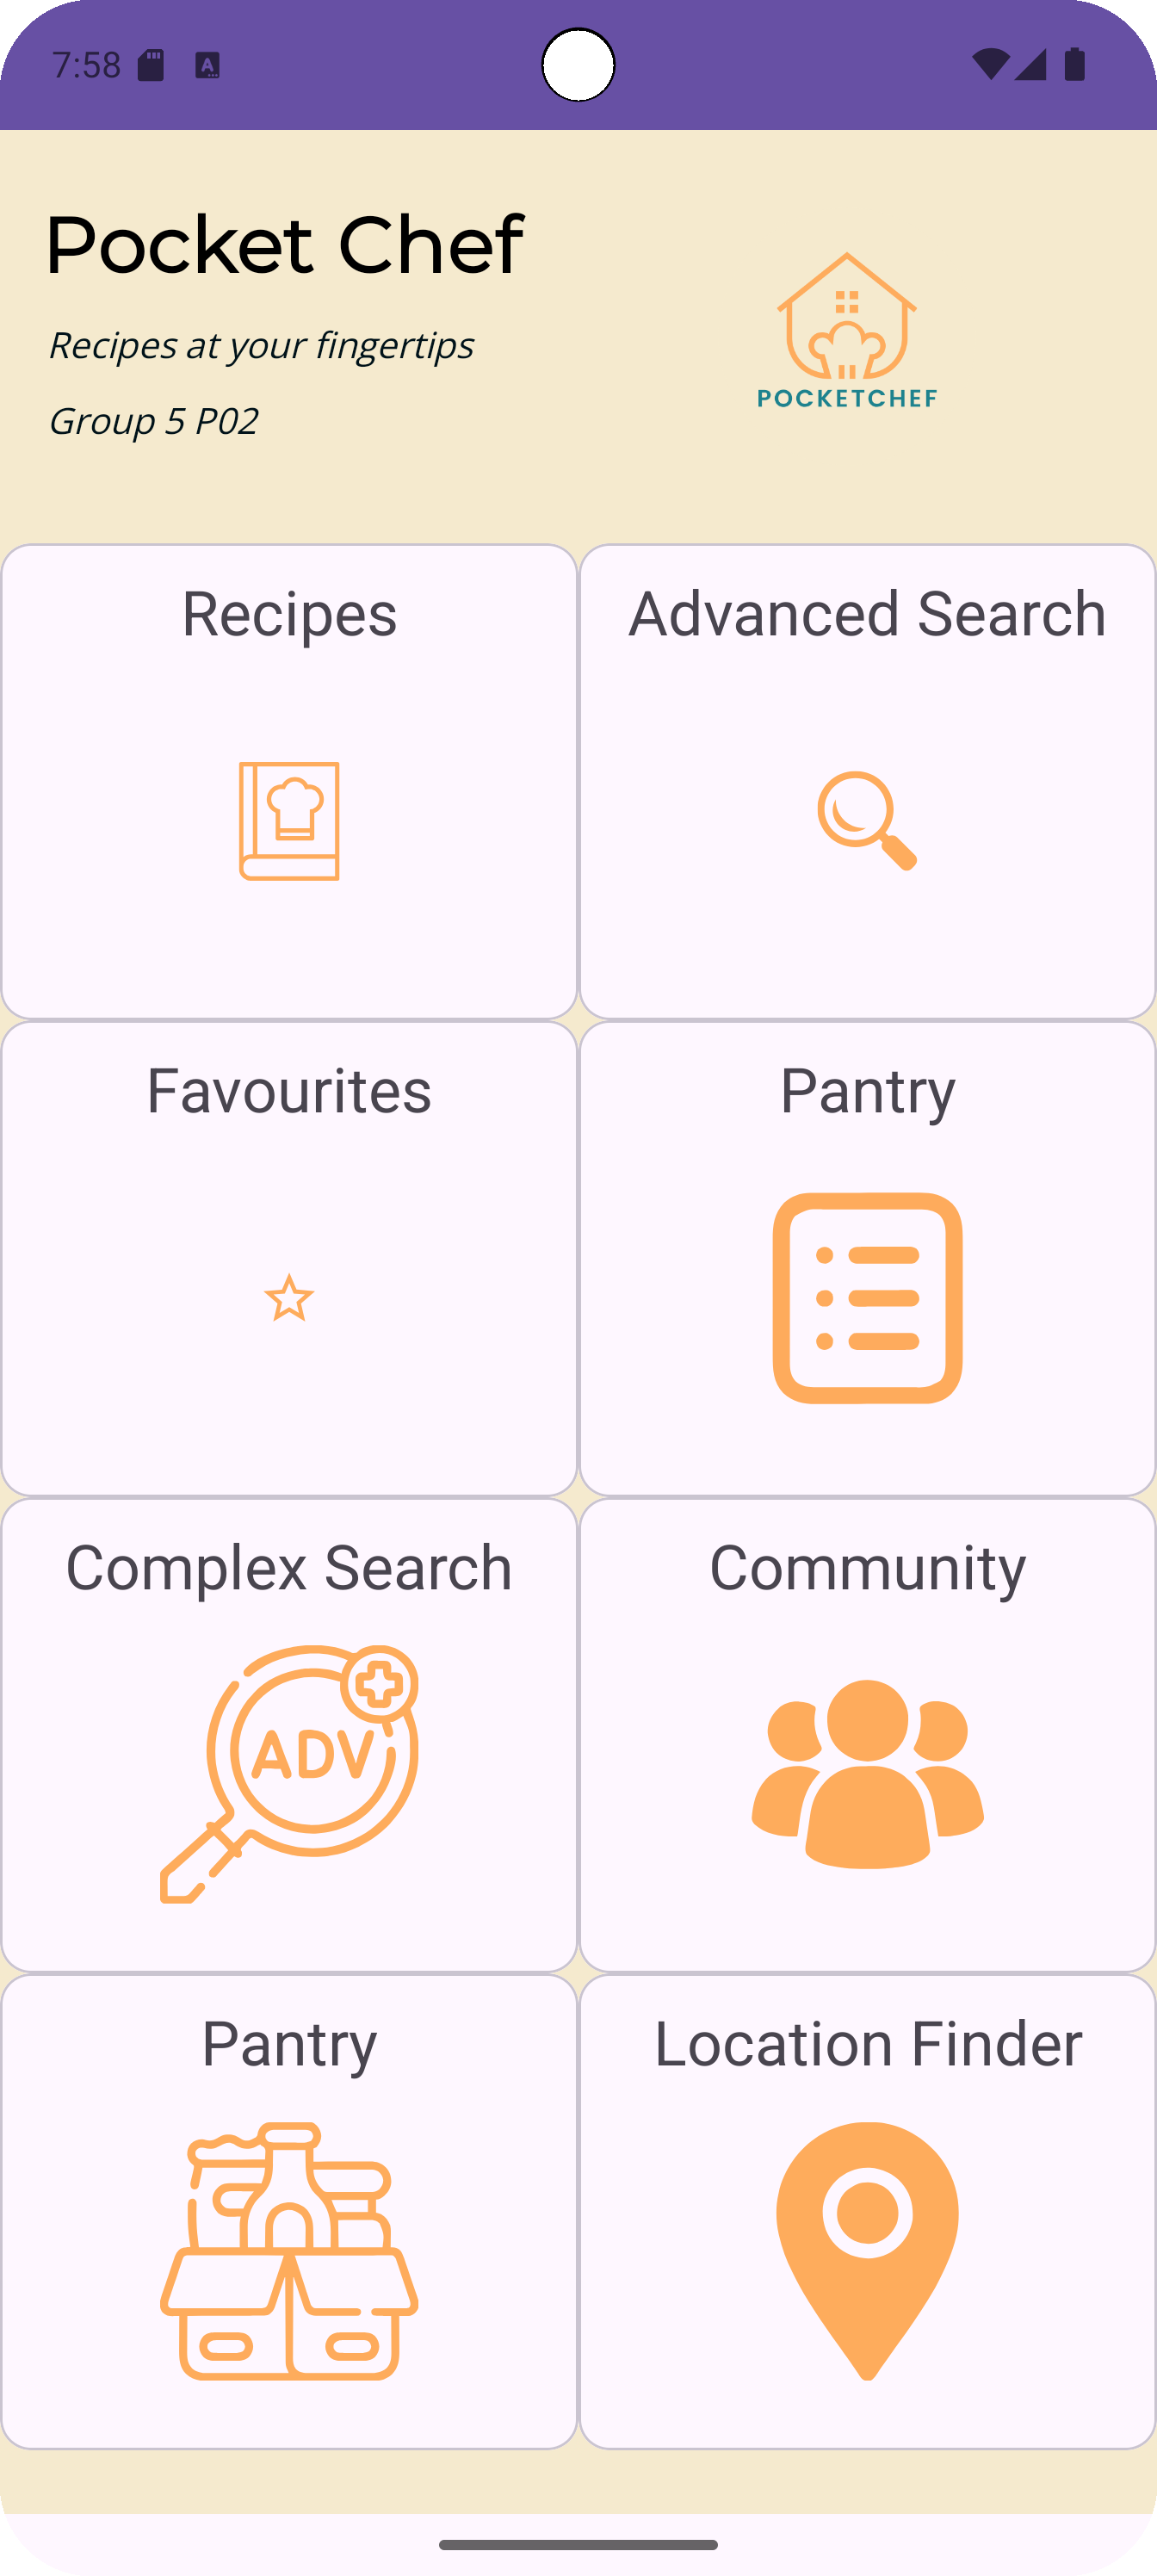 7:58
Pocket Chef
Recipes at your fingertips
Group 5 P02
POCKETCHEF
Recipes
Advanced Search
Favourites
Pantry
Complex Search
Community
ADV
Pantry
Location Finder